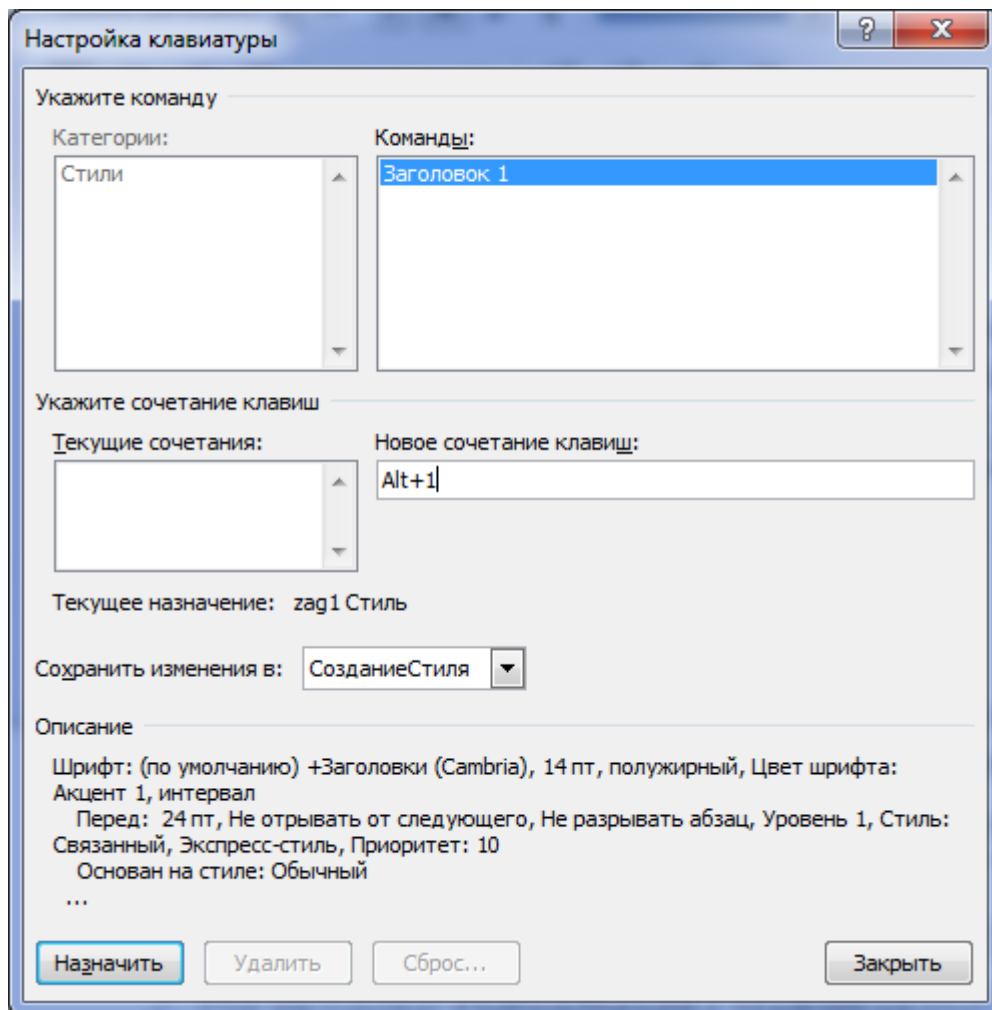 Настройка клавиатуры
Укажите команду
Категории:
Команды:
Стили
Заголовок 1
Укажите сочетание клавиш
Текущие сочетания:
Новое сочетание клавиш:
Alt+1
Текущее назначение: zag1 Стиль
Сохранить изменения в: СозданиеСтиля
Описание
Шрифт: (по умолчанию) +Заголовки (Cambria), 14 пт, полужирный, Цвет шрифта:
Акцент 1, интервал
Перед: 24 пт, Не отрывать от следующего, Не разрывать абзац, Уровень 1, Стиль:
Связанный, Экспресс-стиль, Приоритет: 10
Основан на стиле: Обычный
...
Назначить Удалить Сброс... Закрыть